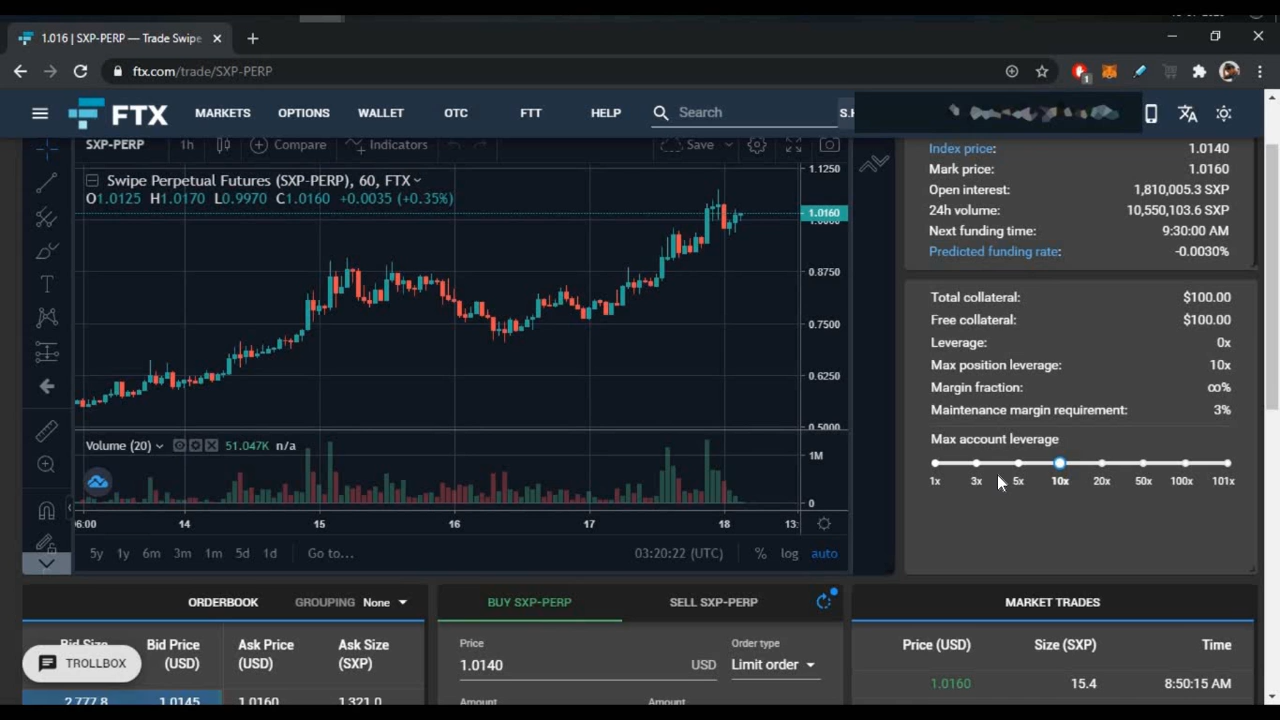 1.016 | SXP-PERP — Trade Swipe
ftx.com/trade/SXP-PERP
1
FTX
MARKETS OPTIONS WALLET OTC FTT HELP Search S.H
SXP-PERP 1h Compare Indicators Save
Swipe Perpetual Futures (SXP-PERP), 60, FTX
O1.0125 H1.0170 L0.9970 C1.0160 +0.0035 (+0.35%)
1.1250
1.0160
1.0000
0.8750
0.7500
0.6250
0.5000
Volume (20) 51.047K n/a
1M
0
6:00 14 15 16 17 18 13:
5y 1y 6m 3m 1m 5d 1d Go to... 03:20:22 (UTC) % log auto
Index price: 1.0140
Mark price: 1.0160
Open interest: 1,810,005.3 SXP
24h volume: 10,550,103.6 SXP
Next funding time: 9:30:00 AM
Predicted funding rate: -0.0030%
Total collateral: $100.00
Free collateral: $100.00
Leverage: 0x
Max position leverage: 10x
Margin fraction: ∞%
Maintenance margin requirement: 3%
Max account leverage
1x 3x 5x 10x 20x 50x 100x 101x
ORDERBOOK GROUPING None
Bid Size Bid Price (USD) Ask Price (USD) Ask Size (SXP)
2,777.8 1.0145 1.0160 1,321.0
TROLLBOX
BUY SXP-PERP SELL SXP-PERP
Price Order type
1.0140 USD Limit order
Amount Amount
MARKET TRADES
Price (USD) Size (SXP) Time
1.0160 15.4 8:50:15 AM